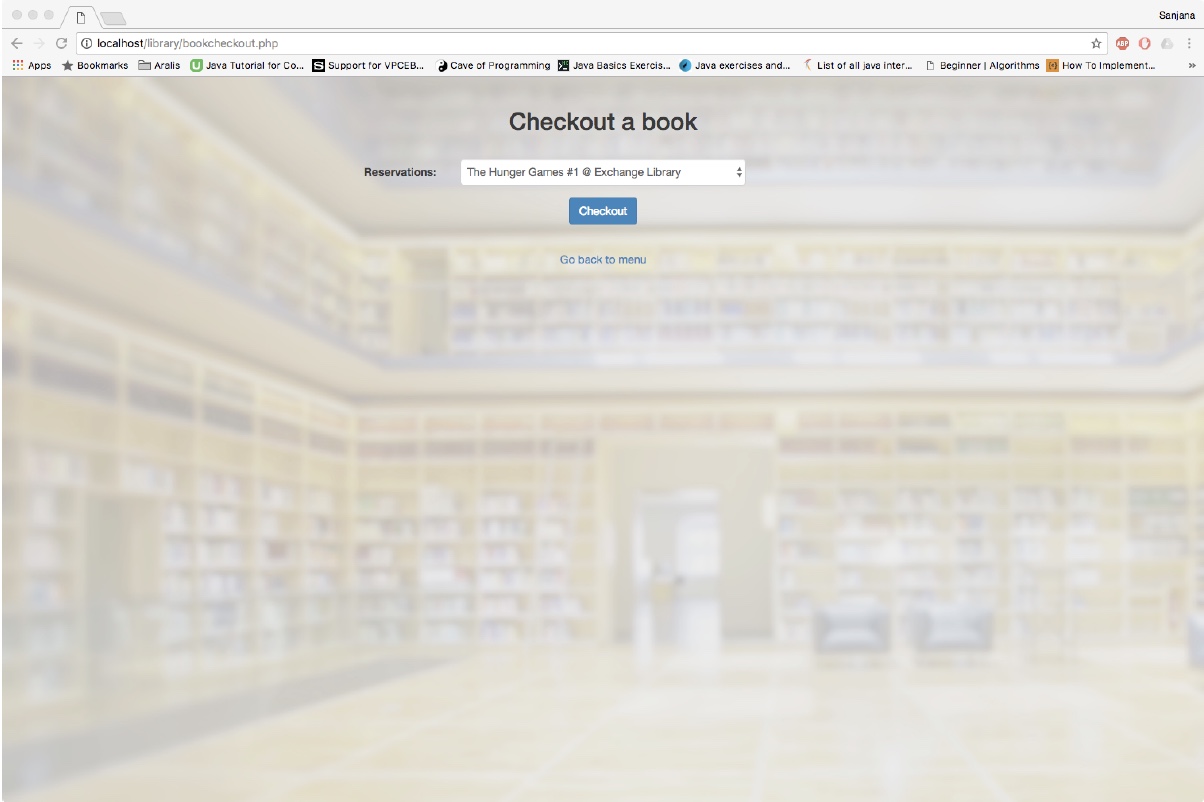 Sanjana
localhost/library/bookcheckout.php
ABP
Apps Bookmarks Aralis Java Tutorial for Co... Support for VPCEB... Cave of Programming Java Basics Exercis... Java exercises and... List of all java inter... Beginner | Algorithms How To Implement... »
Checkout a book
Reservations: The Hunger Games #1 @ Exchange Library
Checkout
Go back to menu